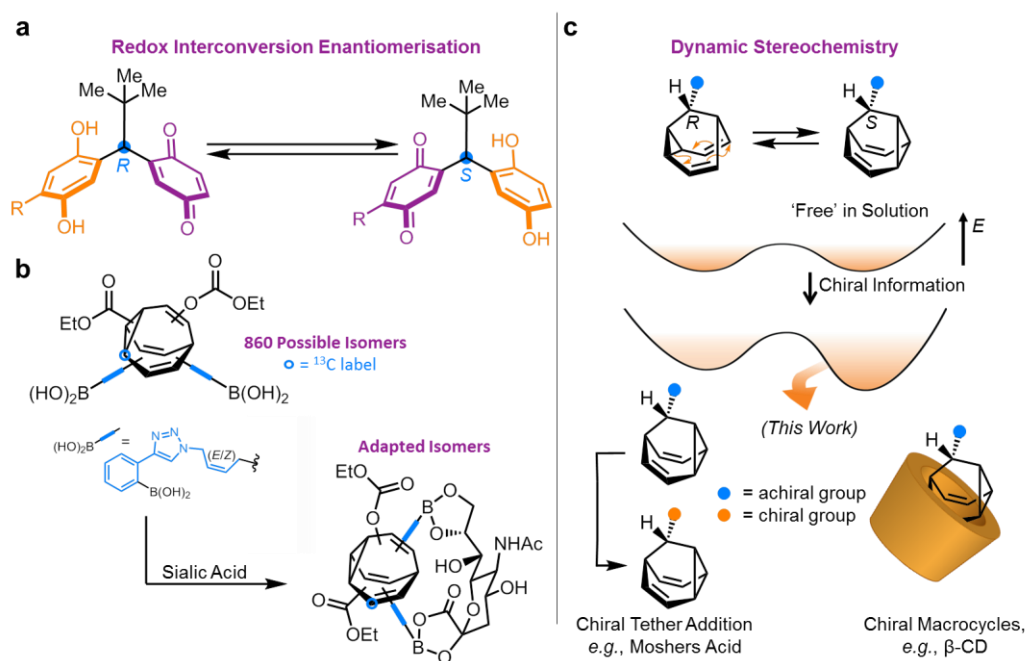 a
Redox Interconversion Enantiomerisation
Me
Me Me
OH
O
R
R
OH
O
Me
Me Me
O
HO
S
R
O
OH
b
O
O
EtO
O
OEt
860 Possible Isomers
o = ¹³C label
(HO)₂B
B(OH)₂
(HO)₂B
=
N=N
N
(E/Z)
B(OH)₂
Sialic Acid
Adapted Isomers
EtO
O
O
B
O
O
NHAc
HO
O
OH
O
OEt
O
O
O
B
O
c
Dynamic Stereochemistry
H
R
H
S
'Free' in Solution
E
Chiral Information
(This Work)
H
= achiral group
= chiral group
H
H
Chiral Tether Addition
e.g., Moshers Acid
Chiral Macrocycles,
e.g., β-CD